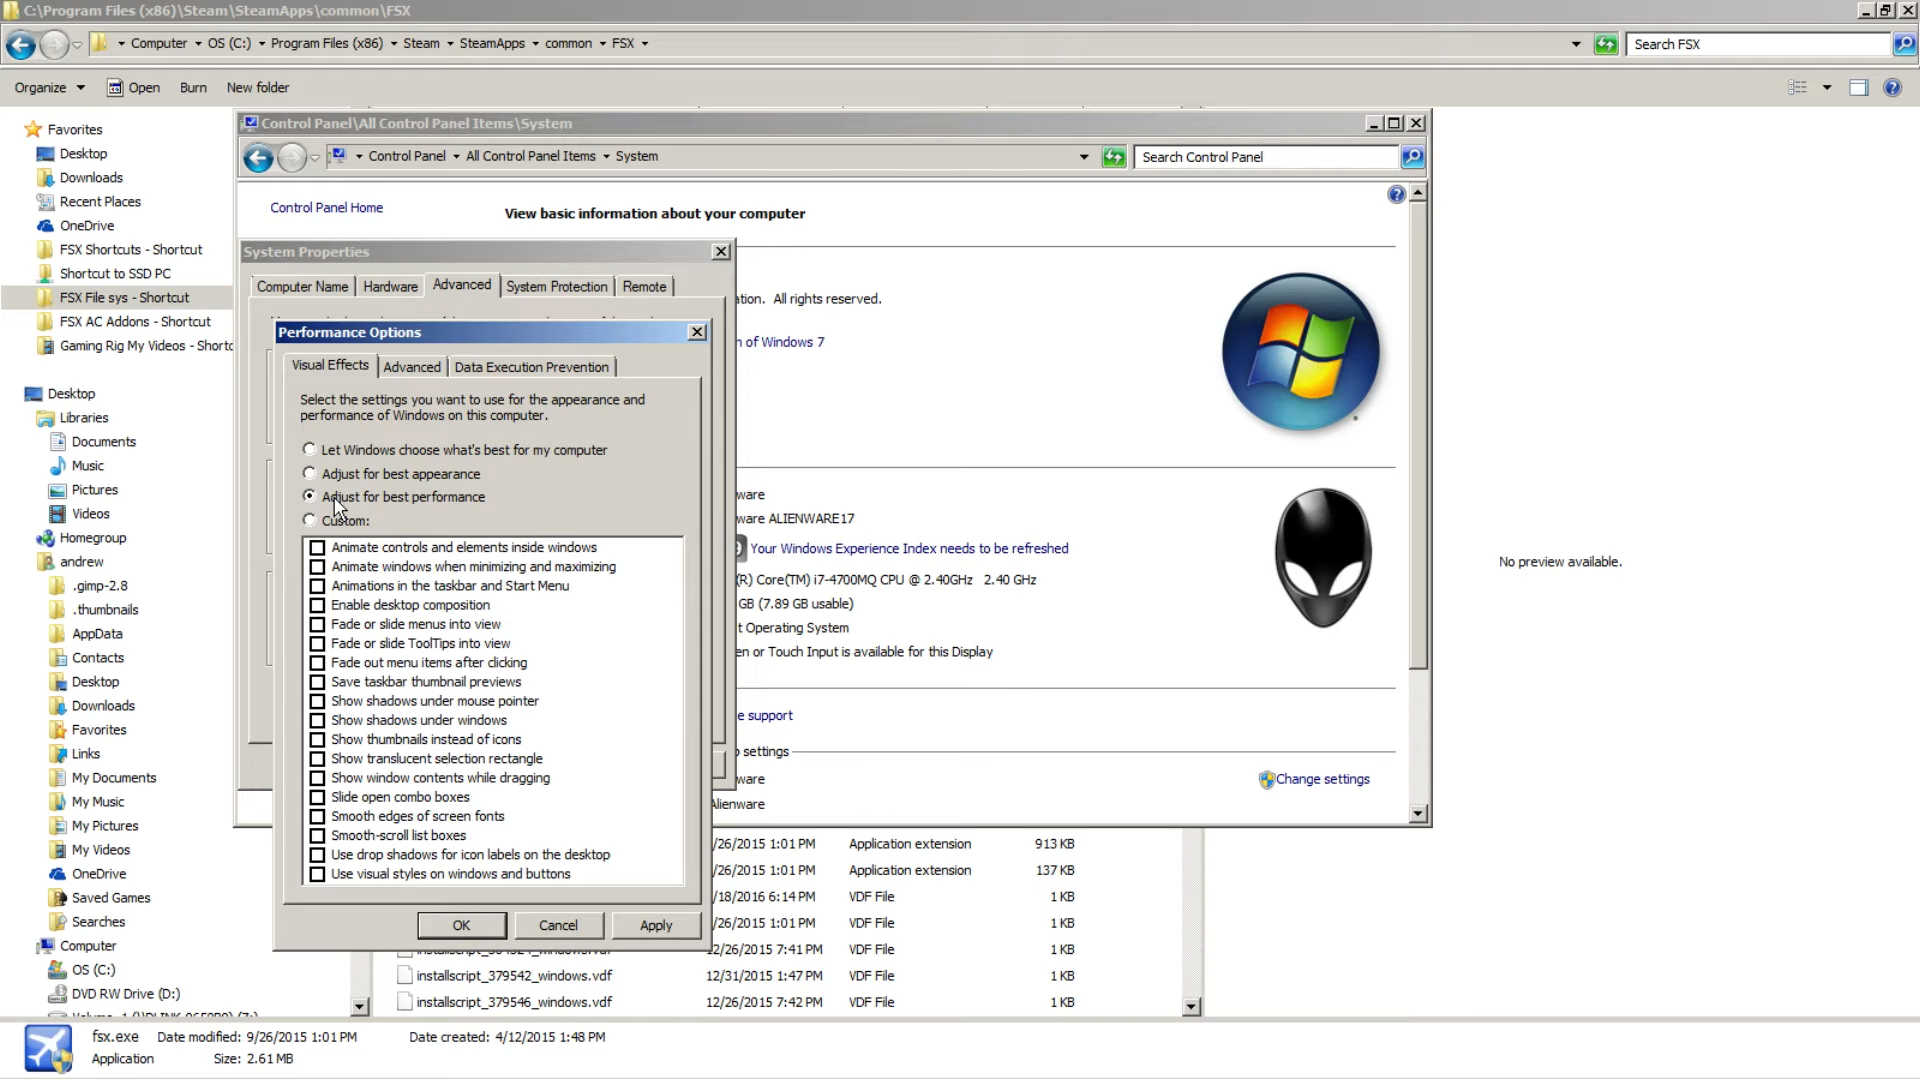 C:\Program Files (x86)\Steam\SteamApps\common\FSX
Computer OS (C:) Program Files (x86) Steam SteamApps common FSX
Search FSX
Organize Open Burn New folder
Favorites
Desktop
Downloads
Recent Places
OneDrive
FSX Shortcuts - Shortcut
Shortcut to SSD PC
FSX File sys - Shortcut
FSX AC Addons - Shortcut
Gaming Rig My Videos - Shortc
Desktop
Libraries
Documents
Music
Pictures
Videos
Homegroup
andrew
.gimp-2.8
.thumbnails
AppData
Contacts
Desktop
Downloads
Favorites
Links
My Documents
My Music
My Pictures
My Videos
OneDrive
Saved Games
Searches
Computer
OS (C:)
DVD RW Drive (D:)
Control Panel\All Control Panel Items\System
Control Panel All Control Panel Items System
Search Control Panel
Control Panel Home
View basic information about your computer
ation. All rights reserved.
n of Windows 7
ware
ware ALIENWARE17
Your Windows Experience Index needs to be refreshed
(R) Core(TM) i7-4700MQ CPU @ 2.40GHz 2.40 GHz
GB (7.89 GB usable)
t Operating System
en or Touch Input is available for this Display
e support
settings
ware
Change settings
Alienware
System Properties
Computer Name Hardware Advanced System Protection Remote
Performance Options
Visual Effects Advanced Data Execution Prevention
Select the settings you want to use for the appearance and
performance of Windows on this computer.
Let Windows choose what's best for my computer
Adjust for best appearance
Adjust for best performance
Custom:
Animate controls and elements inside windows
Animate windows when minimizing and maximizing
Animations in the taskbar and Start Menu
Enable desktop composition
Fade or slide menus into view
Fade or slide ToolTips into view
Fade out menu items after clicking
Save taskbar thumbnail previews
Show shadows under mouse pointer
Show shadows under windows
Show thumbnails instead of icons
Show translucent selection rectangle
Show window contents while dragging
Slide open combo boxes
Smooth edges of screen fonts
Smooth-scroll list boxes
Use drop shadows for icon labels on the desktop
Use visual styles on windows and buttons
OK Cancel Apply
No preview available.
/26/2015 1:01 PM Application extension 913 KB
/26/2015 1:01 PM Application extension 137 KB
/18/2016 6:14 PM VDF File 1 KB
/26/2015 1:01 PM VDF File 1 KB
12/26/2015 7:41 PM VDF File 1 KB
installscript_379542_windows.vdf 12/31/2015 1:47 PM VDF File 1 KB
installscript_379546_windows.vdf 12/26/2015 7:42 PM VDF File 1 KB
fsx.exe Date modified: 9/26/2015 1:01 PM Date created: 4/12/2015 1:48 PM
Application Size: 2.61 MB